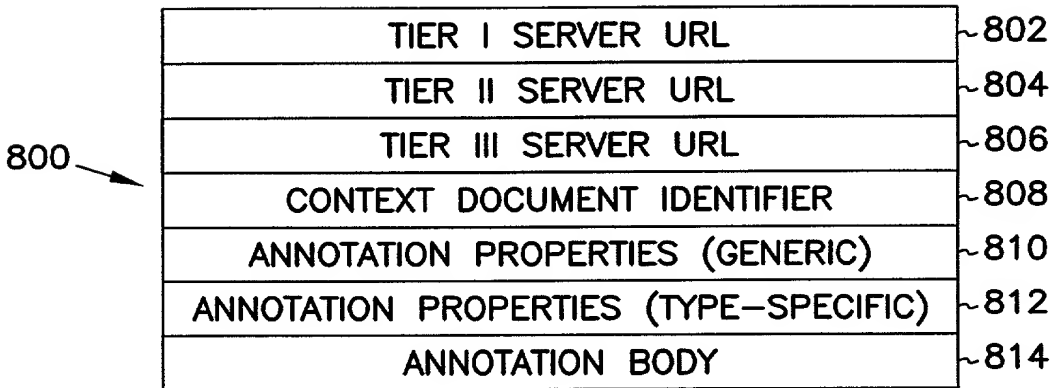 TIER I SERVER URL 802
TIER II SERVER URL 804
TIER III SERVER URL 806
800
CONTEXT DOCUMENT IDENTIFIER 808
ANNOTATION PROPERTIES (GENERIC) 810
ANNOTATION PROPERTIES (TYPE-SPECIFIC) 812
ANNOTATION BODY 814